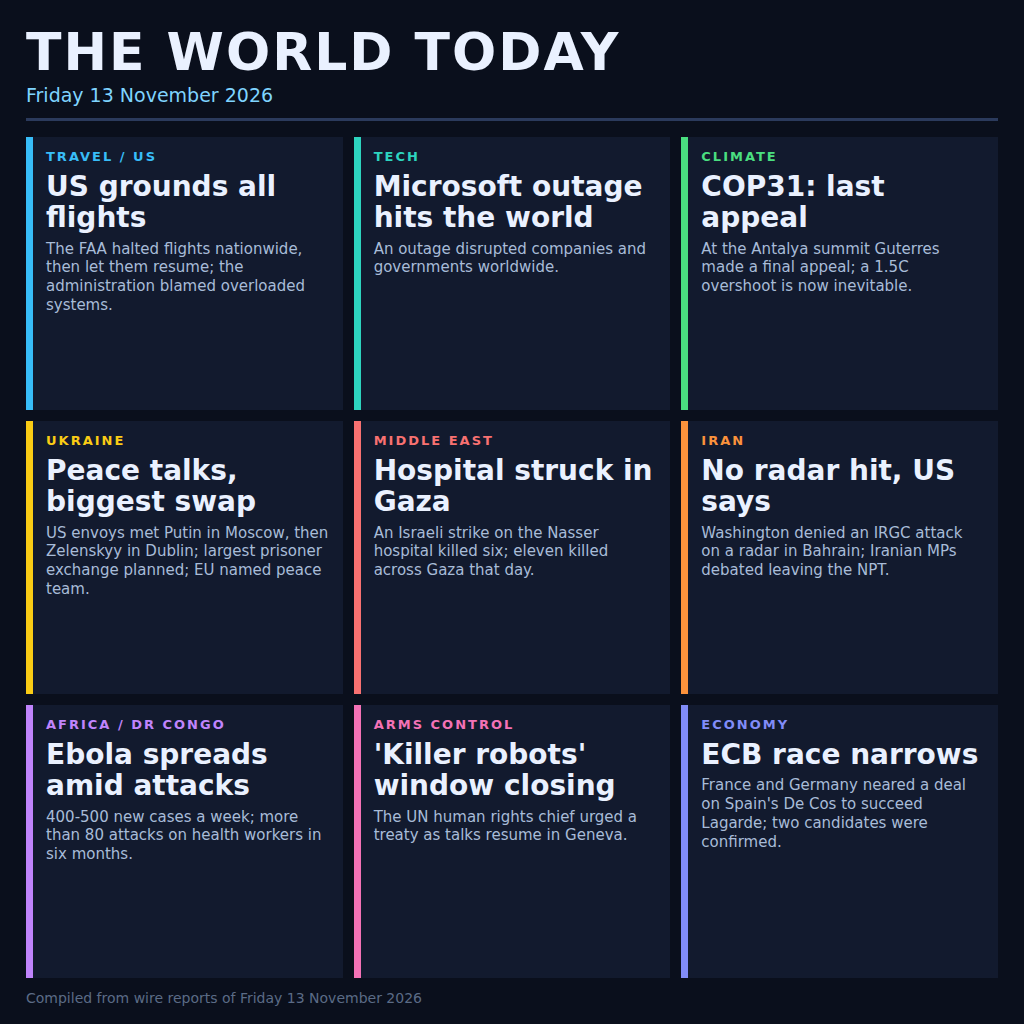 THE WORLD TODAY
Friday 13 November 2026
TRAVEL / US
US grounds all
flights
The FAA halted flights nationwide,
then let them resume; the
administration blamed overloaded
systems.
TECH
Microsoft outage
hits the world
An outage disrupted companies and
governments worldwide.
CLIMATE
COP31: last
appeal
At the Antalya summit Guterres
made a final appeal; a 1.5C
overshoot is now inevitable.
UKRAINE
Peace talks,
biggest swap
US envoys met Putin in Moscow, then
Zelenskyy in Dublin; largest prisoner
exchange planned; EU named peace
team.
MIDDLE EAST
Hospital struck in
Gaza
An Israeli strike on the Nasser
hospital killed six; eleven killed
across Gaza that day.
IRAN
No radar hit, US
says
Washington denied an IRGC attack
on a radar in Bahrain; Iranian MPs
debated leaving the NPT.
AFRICA / DR CONGO
Ebola spreads
amid attacks
400-500 new cases a week; more
than 80 attacks on health workers in
six months.
ARMS CONTROL
'Killer robots'
window closing
The UN human rights chief urged a
treaty as talks resume in Geneva.
ECONOMY
ECB race narrows
France and Germany neared a deal
on Spain's De Cos to succeed
Lagarde; two candidates were
confirmed.
Compiled from wire reports of Friday 13 November 2026